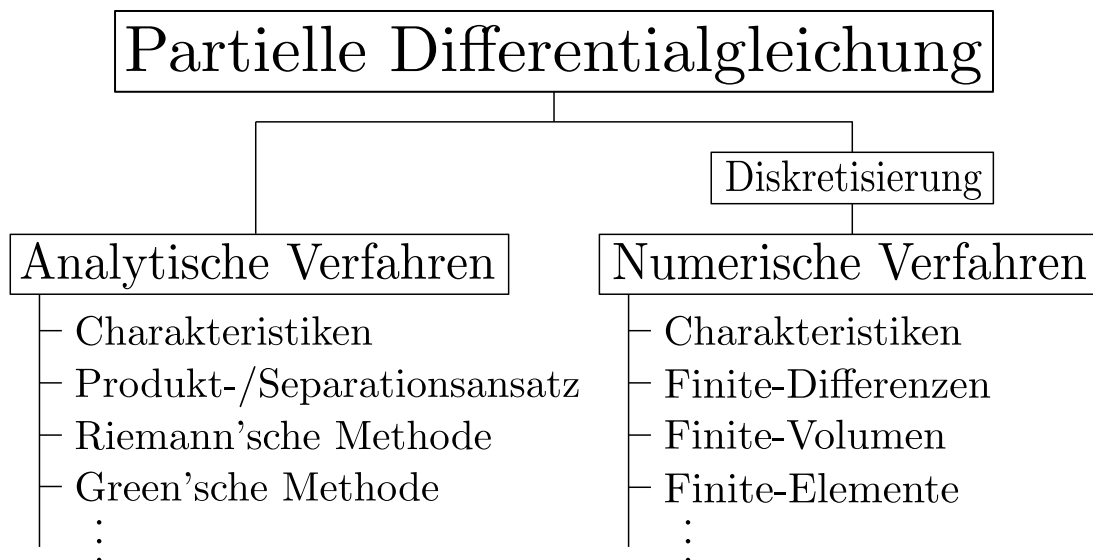 Partielle Differentialgleichung
Diskretisierung
Analytische Verfahren
Charakteristiken
Produkt-/Separationsansatz
Riemann'sche Methode
Green'sche Methode
⋮
Numerische Verfahren
Charakteristiken
Finite-Differenzen
Finite-Volumen
Finite-Elemente
⋮